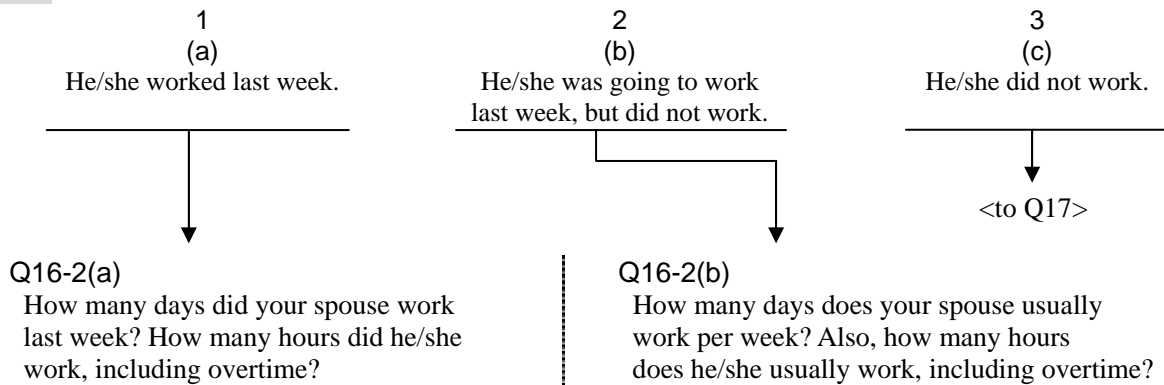 1
(a)
He/she worked last week.
2
(b)
He/she was going to work
last week, but did not work.
3
(c)
He/she did not work.
<to Q17>
Q16-2(a)
How many days did your spouse work
last week? How many hours did he/she
work, including overtime?
Q16-2(b)
How many days does your spouse usually
work per week? Also, how many hours
does he/she usually work, including overtime?